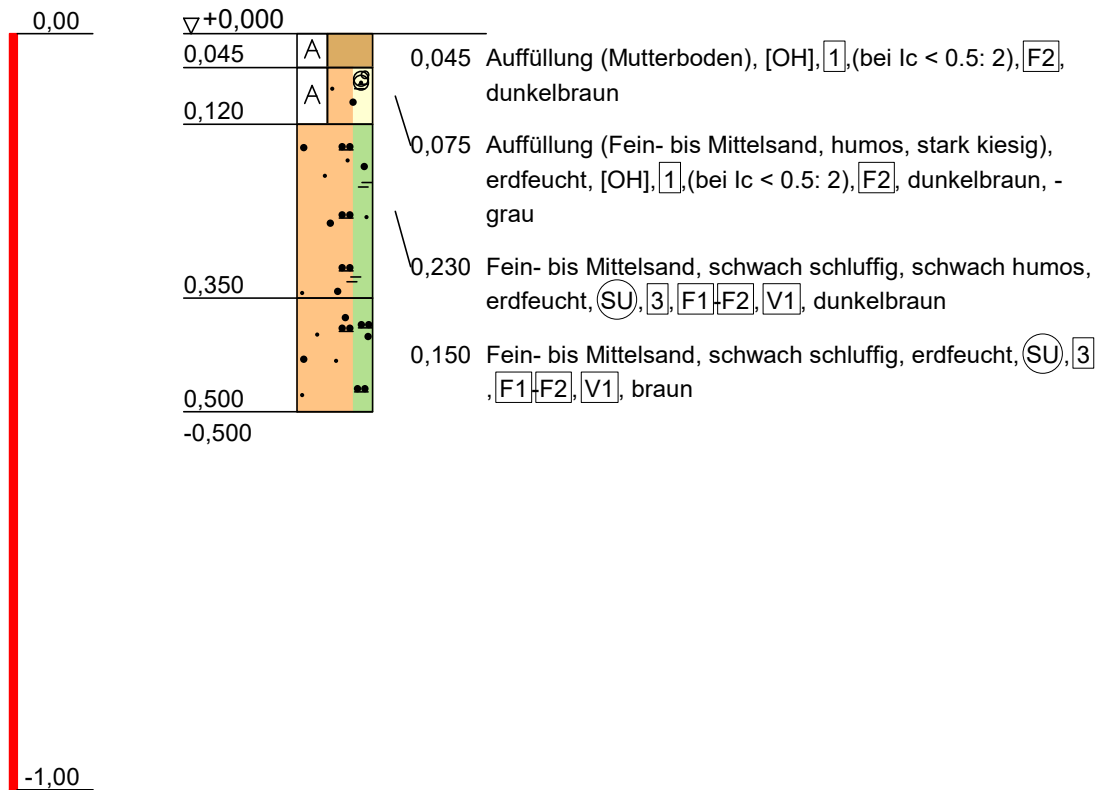 0,00
+0,000
A
0,045
A
0,120
0,350
0,500
-0,500
-1,00
0,045 Auffüllung (Mutterboden), [OH], 1,(bei Ic < 0.5: 2), F2,
dunkelbraun
0,075 Auffüllung (Fein- bis Mittelsand, humos, stark kiesig),
erdfeucht, [OH], 1,(bei Ic < 0.5: 2), F2, dunkelbraun, -
grau
0,230 Fein- bis Mittelsand, schwach schluffig, schwach humos,
erdfeucht, SU, 3, F1-F2, V1, dunkelbraun
0,150 Fein- bis Mittelsand, schwach schluffig, erdfeucht, SU, 3
, F1-F2, V1, braun